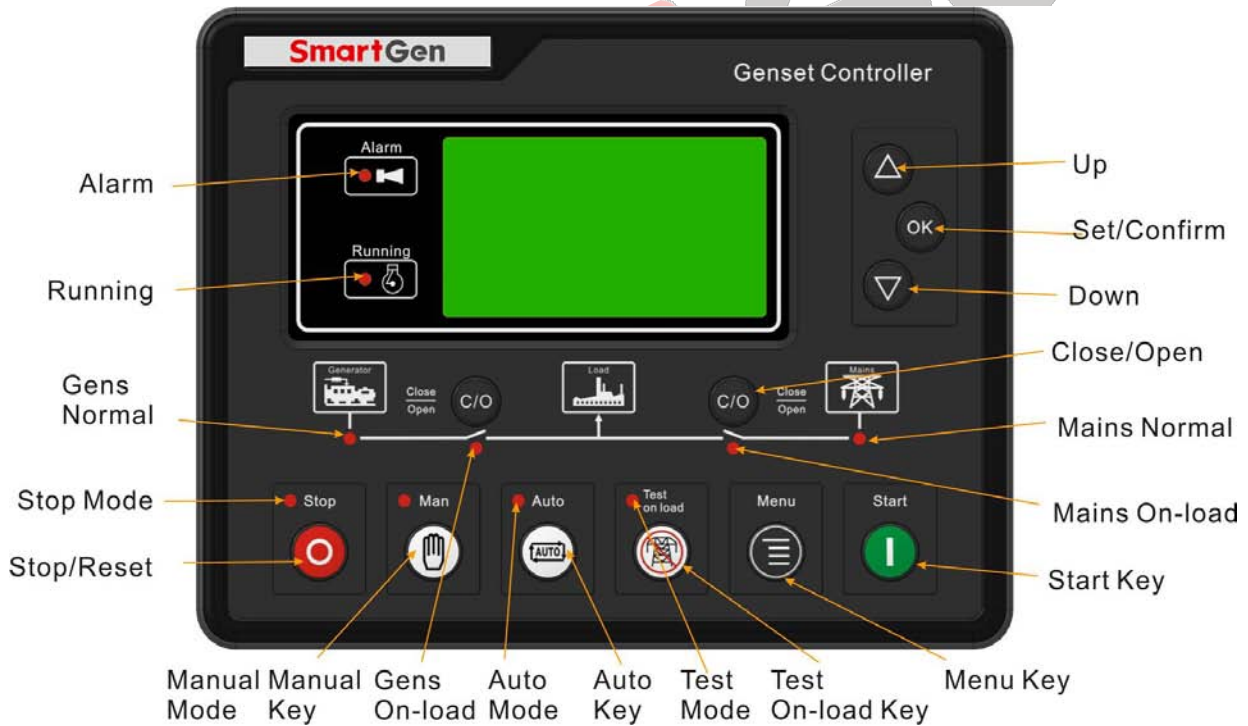 SmartGen
Genset Controller
Alarm
Alarm
Up
OK
Set/Confirm
Running
Running
Down
Close/Open
Gens
Normal
Generator
Close
Open
C/O
Load
C/O
Close
Open
Mains
Mains Normal
Stop Mode
Stop
Man
Auto
Test
on load
Menu
Start
Mains On-load
Stop/Reset
AUTO
Start Key
Manual
Mode
Manual
Key
Gens
On-load
Auto
Mode
Auto
Key
Test
Mode
Test
On-load Key
Menu Key